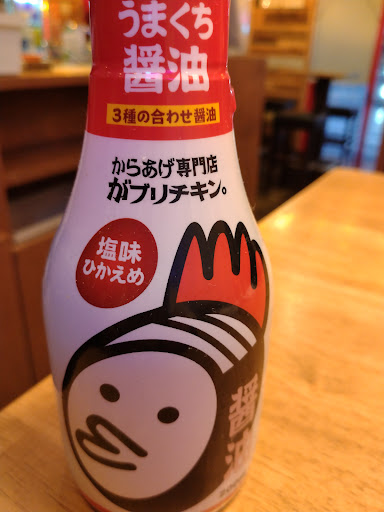 うまくち
醤油
3種の合わせ醤油
からあげ専門店
がブリチキン。
塩味
ひかえめ
醤油